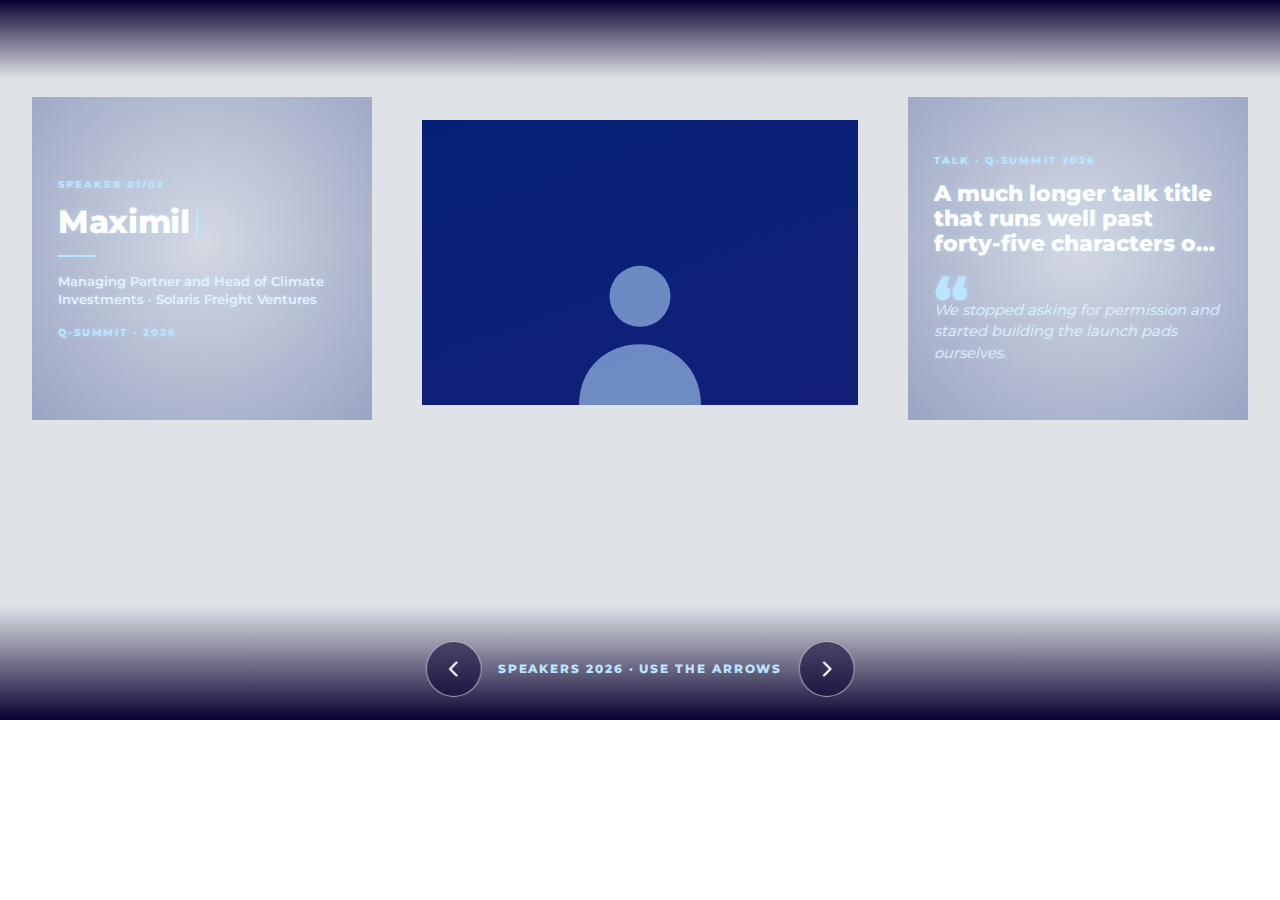 SPEAKER 01/02
Maximil
Managing Partner and Head of Climate
Investments · Solaris Freight Ventures
Q-SUMMIT · 2026
TALK · Q-SUMMIT 2026
A much longer talk title
that runs well past
forty-five characters o...
“
We stopped asking for permission and
started building the launch pads
ourselves.
SPEAKERS 2026 · USE THE ARROWS